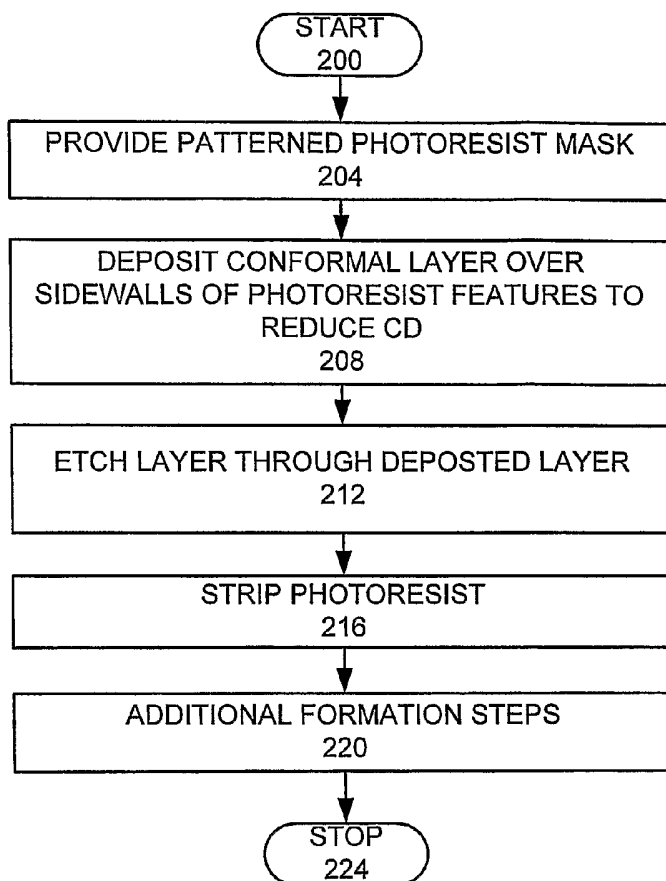 START
200
PROVIDE PATTERNED PHOTORESIST MASK
204
DEPOSIT CONFORMAL LAYER OVER
SIDEWALLS OF PHOTORESIST FEATURES TO
REDUCE CD
208
ETCH LAYER THROUGH DEPOSTED LAYER
212
STRIP PHOTORESIST
216
ADDITIONAL FORMATION STEPS
220
STOP
224